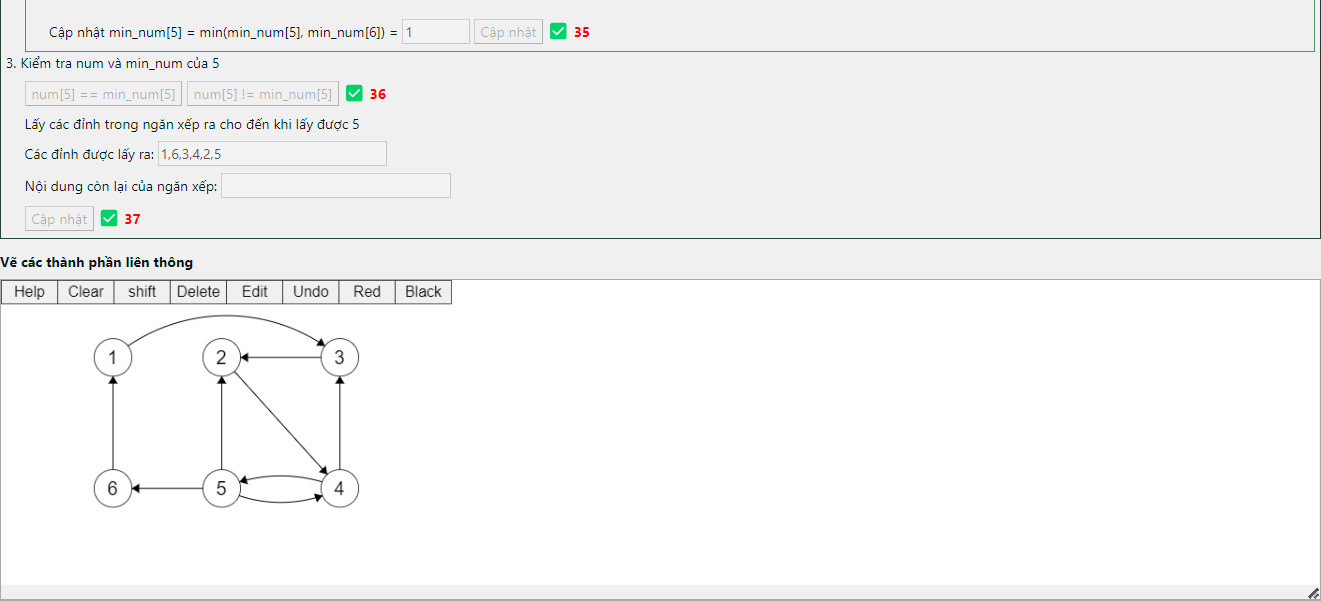 Cập nhật min_num[5] = min(min_num[5], min_num[6]) = 1 Cập nhật 35
3. Kiểm tra num và min_num của 5
num[5] == min_num[5] num[5] != min_num[5] 36
Lấy các đỉnh trong ngăn xếp ra cho đến khi lấy được 5
Các đỉnh được lấy ra: 1,6,3,4,2,5
Nội dung còn lại của ngăn xếp:
Cập nhật 37
Vẽ các thành phần liên thông
Help Clear shift Delete Edit Undo Red Black
1 2 3
6 5 4